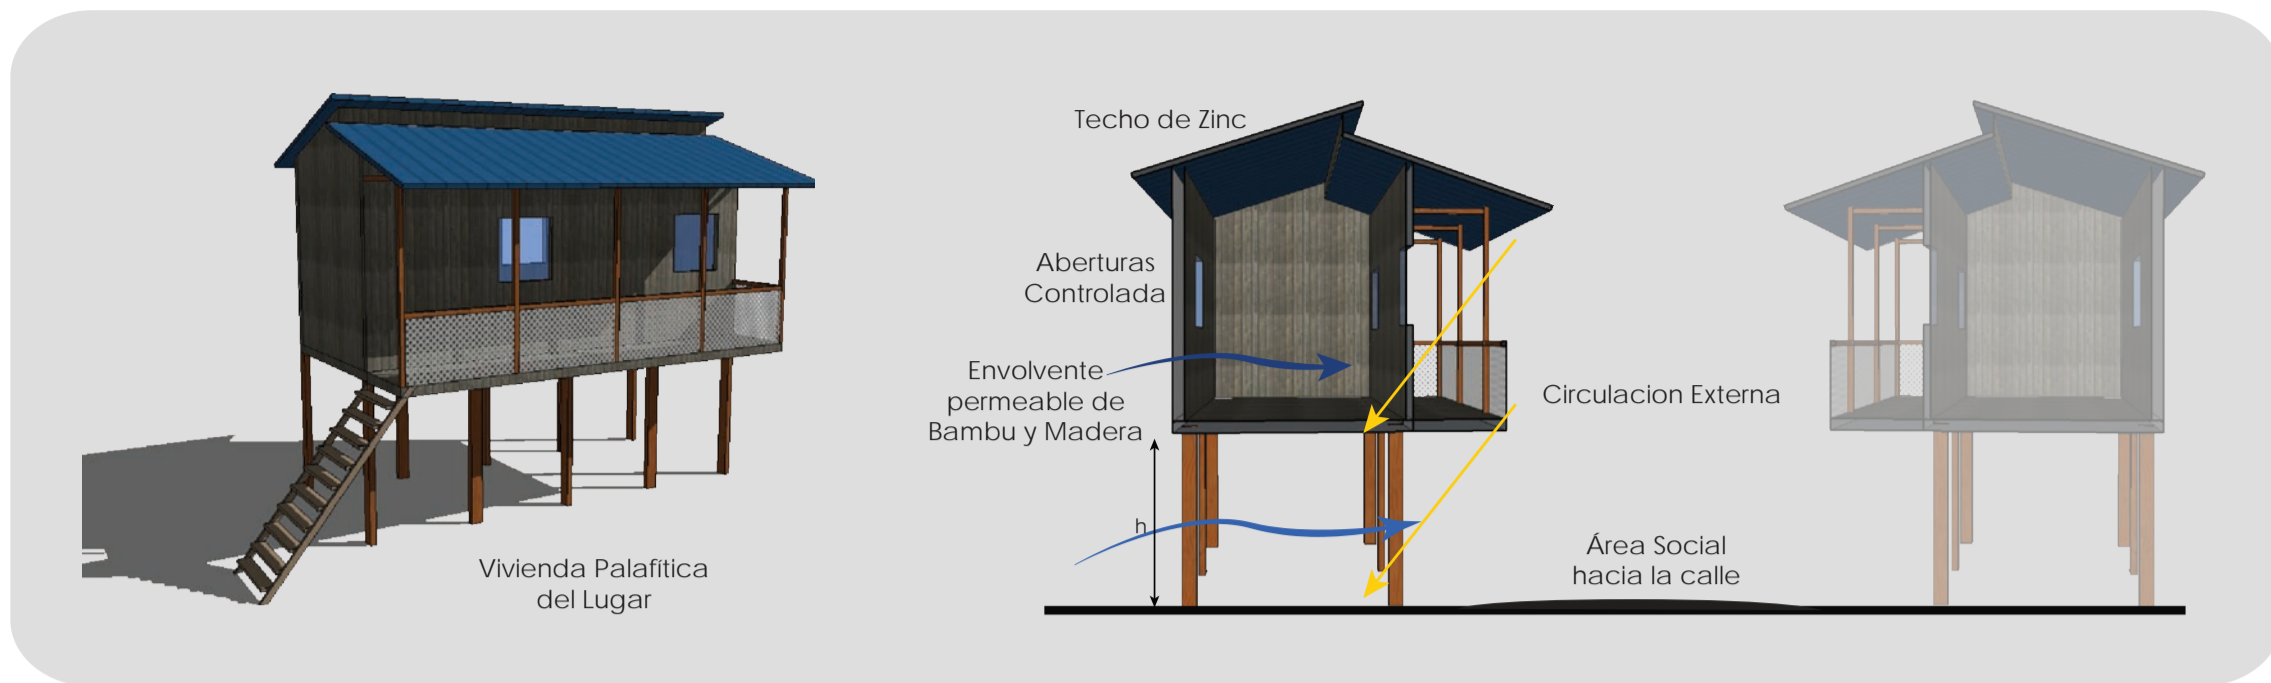 Vivienda Palafítica
del Lugar
Techo de Zinc
Aberturas
Controlada
Envolvente
permeable de
Bambu y Madera
h
Circulacion Externa
Área Social
hacia la calle